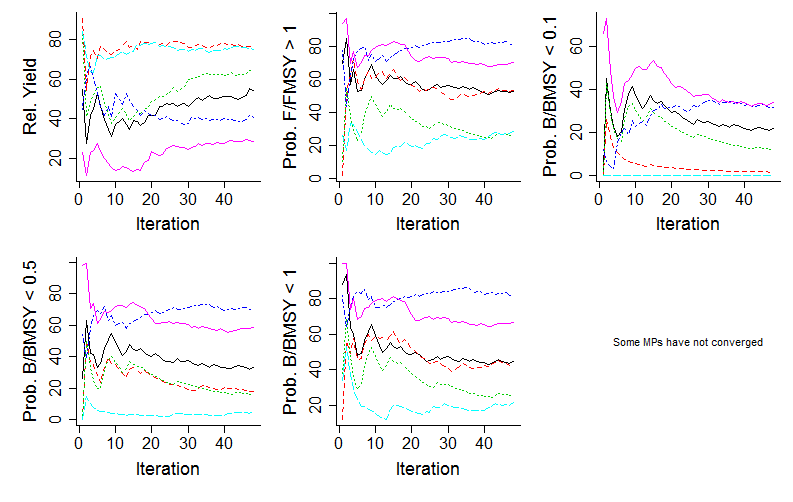 Rel. Yield
20 40 60 80
0 10 20 30 40
Iteration
Prob. F/FMSY > 1
0 20 40 60 80
0 10 20 30 40
Iteration
Prob. B/BMSY < 0.1
0 20 40 60
0 10 20 30 40
Iteration
Prob. B/BMSY < 0.5
0 20 40 60 80
0 10 20 30 40
Iteration
Prob. B/BMSY < 1
20 40 60 80
0 10 20 30 40
Iteration
Some MPs have not converged